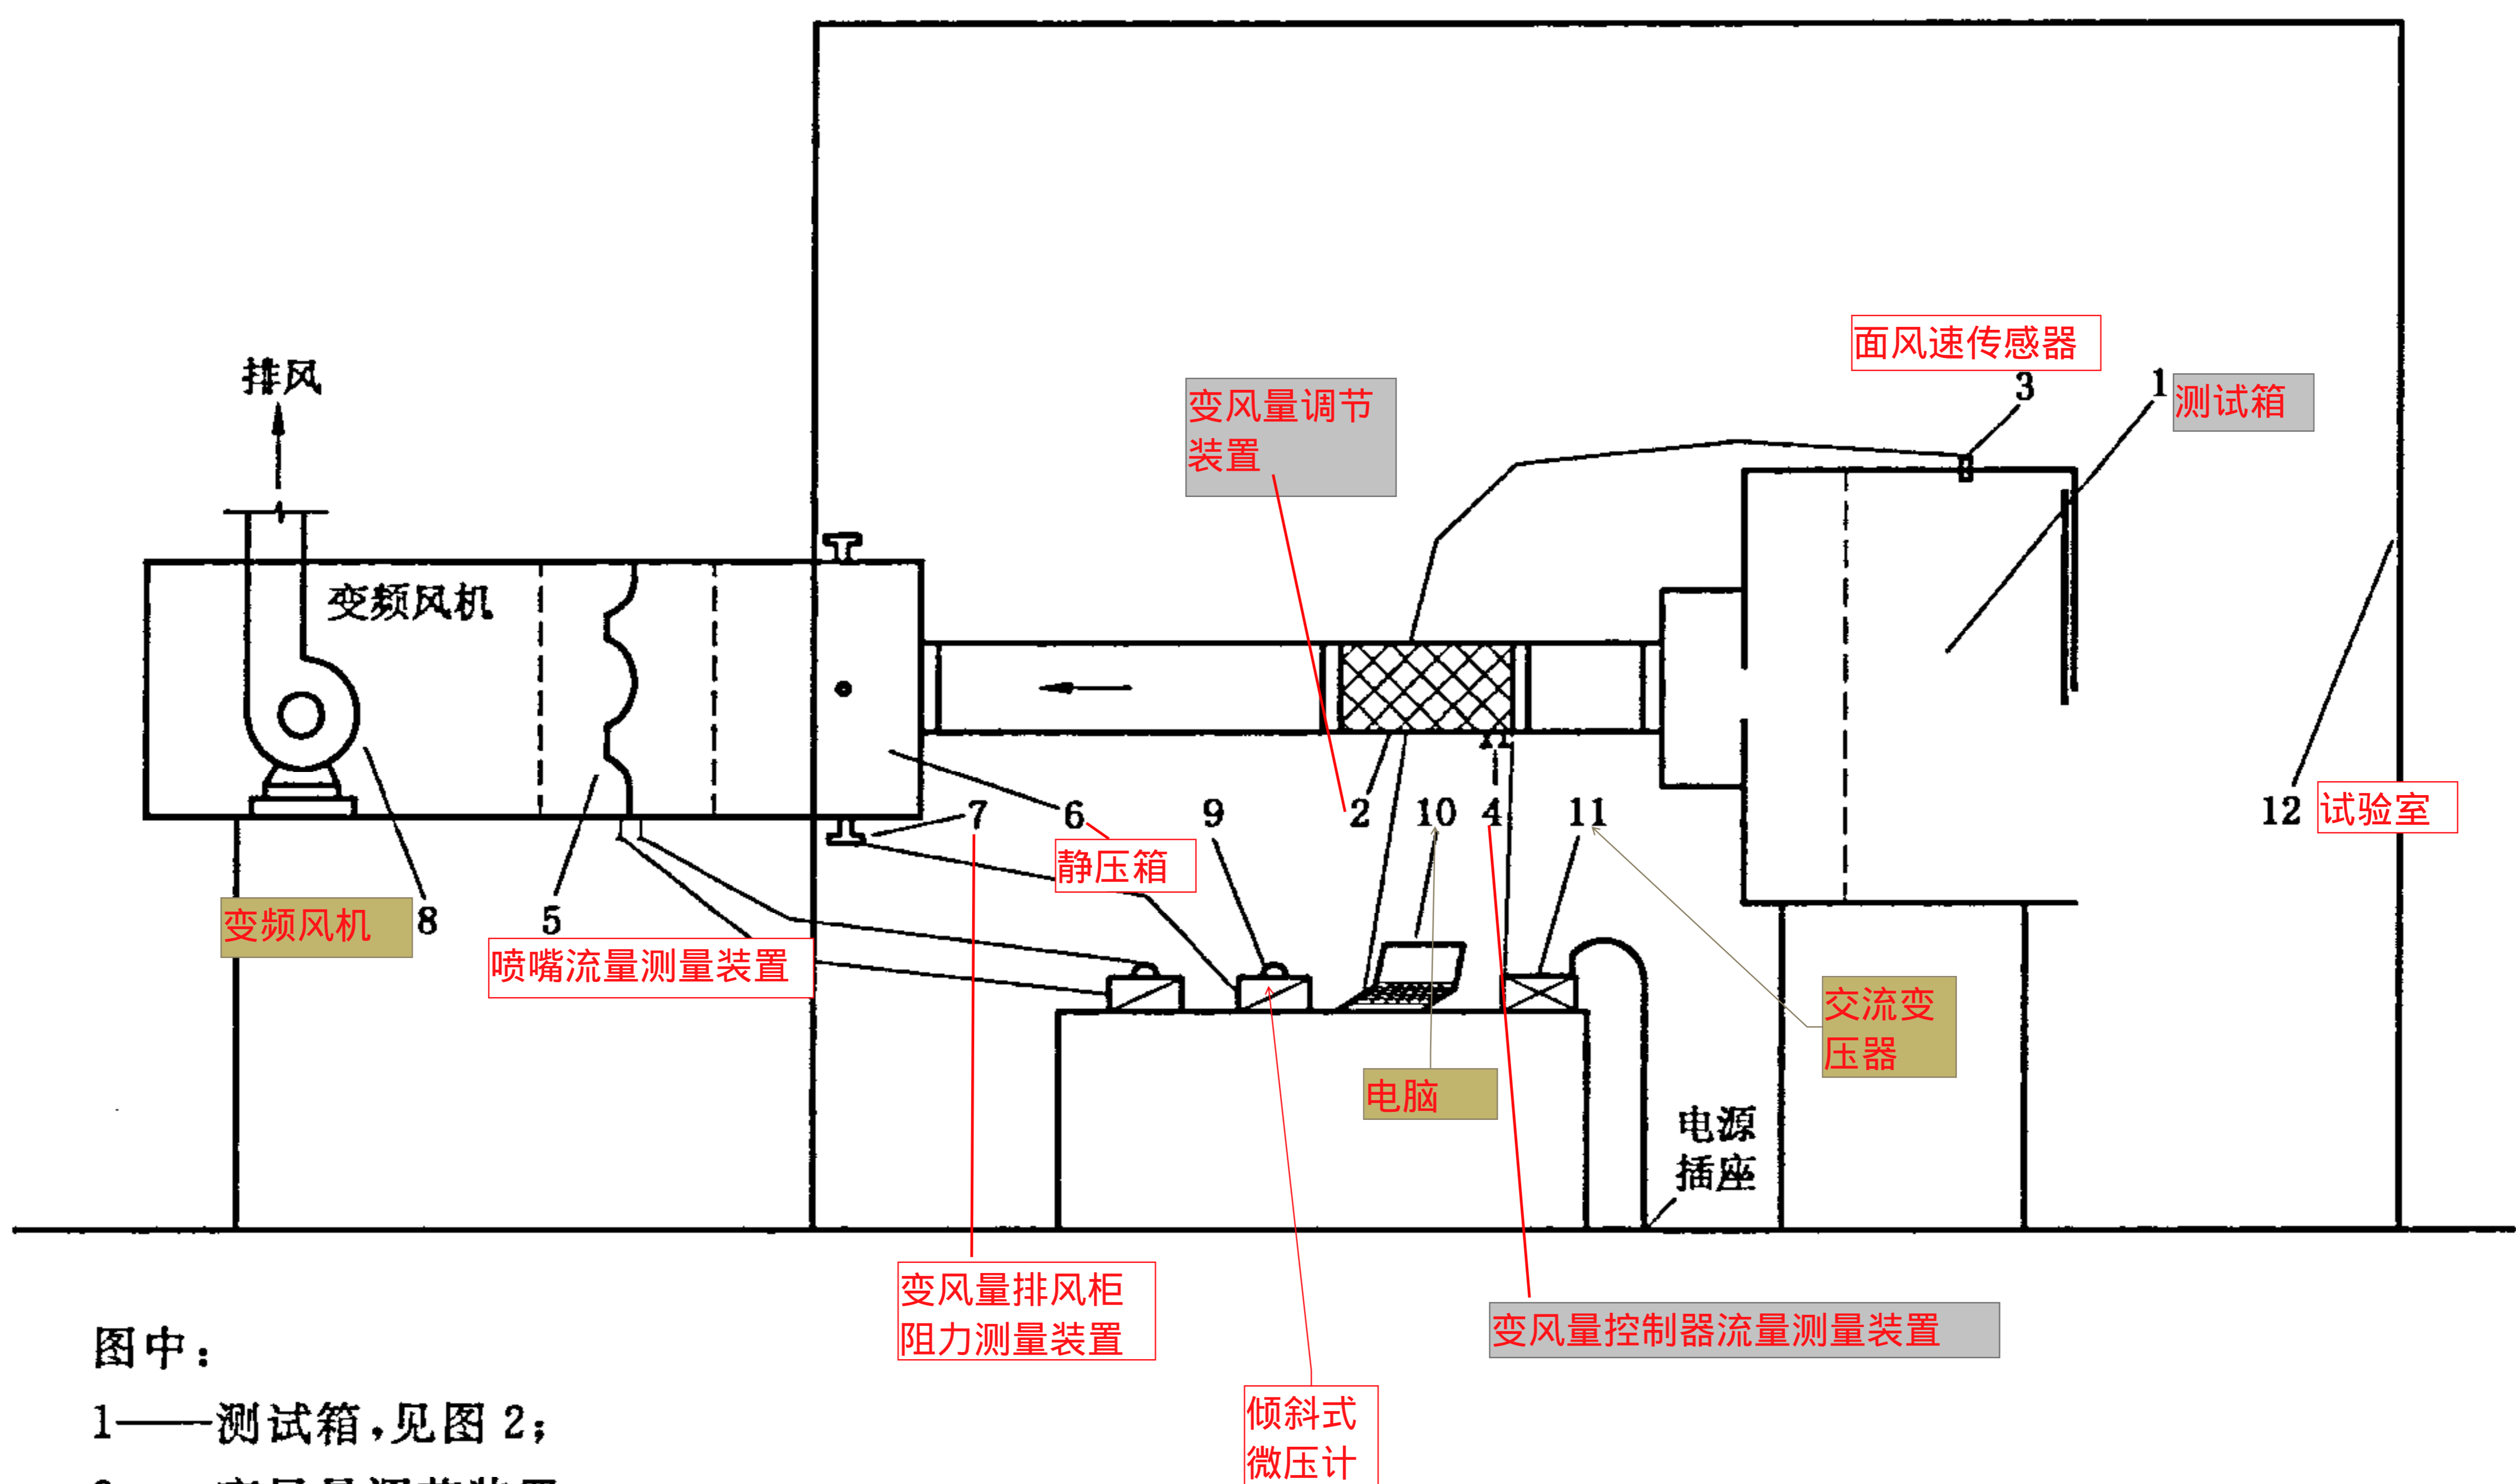 面风速传感器
3
1
测试箱
排风
变风量调节
装置
变频风机
7
6
9
2
10
4
11
12
试验室
静压箱
变频风机
8
5
喷嘴流量测量装置
交流变
压器
电脑
电源
插座
变风量排风柜
阻力测量装置
变风量控制器流量测量装置
图中：
1——测试箱，见图 2；
倾斜式
微压计